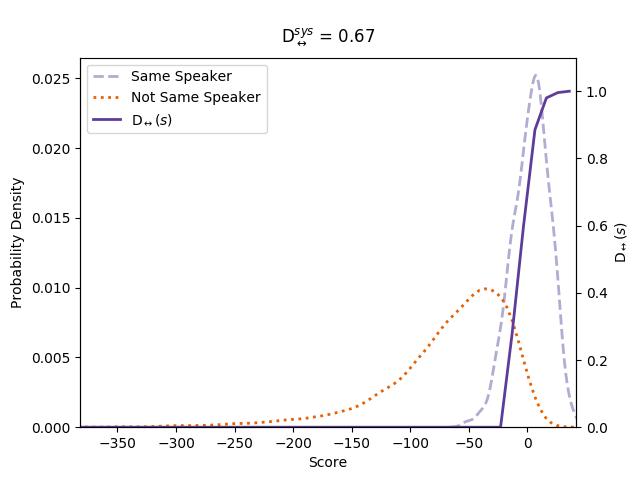 D↔^sys = 0.67
Same Speaker
Not Same Speaker
D↔(s)
0.025
0.020
0.015
0.010
0.005
0.000
Probability Density
1.0
0.8
0.6
0.4
0.2
0.0
D↔(s)
−350 −300 −250 −200 −150 −100 −50 0
Score